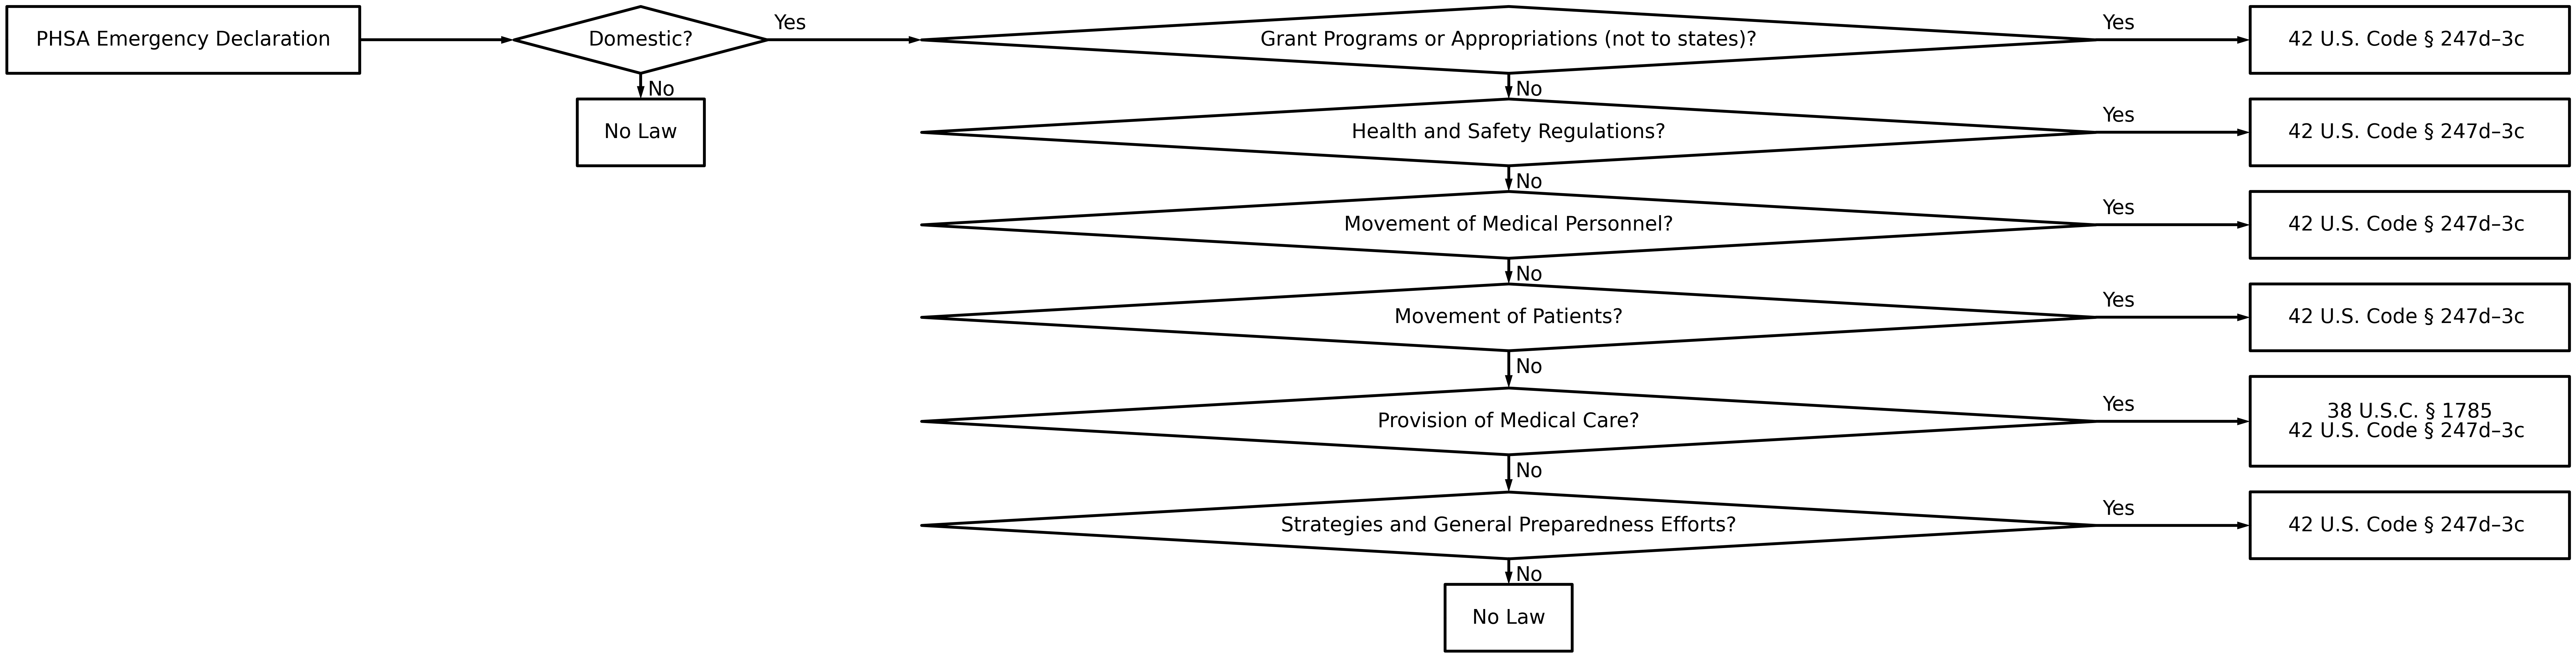 PHSA Emergency Declaration
Domestic?
Yes
Grant Programs or Appropriations (not to states)?
Yes
42 U.S. Code § 247d–3c
No
No Law
No
Health and Safety Regulations?
Yes
42 U.S. Code § 247d–3c
No
Movement of Medical Personnel?
Yes
42 U.S. Code § 247d–3c
No
Movement of Patients?
Yes
42 U.S. Code § 247d–3c
No
Provision of Medical Care?
Yes
38 U.S.C. § 1785
42 U.S. Code § 247d–3c
No
Strategies and General Preparedness Efforts?
Yes
42 U.S. Code § 247d–3c
No
No Law